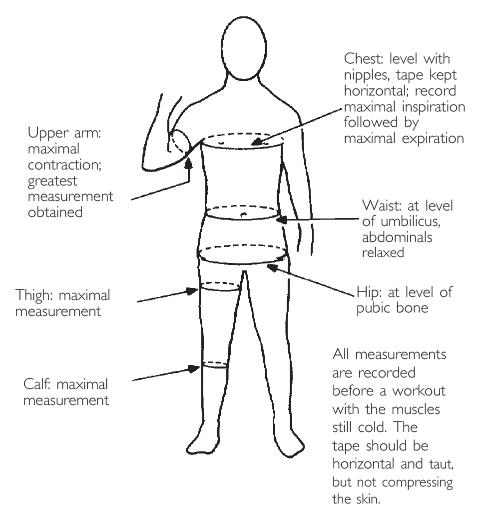 Chest: level with
nipples, tape kept
horizontal; record
maximal inspiration
followed by
maximal expiration
Upper arm:
maximal
contraction;
greatest
measurement
obtained
Waist: at level
of umbilicus,
abdominals
relaxed
Thigh: maximal
measurement
Hip: at level of
pubic bone
Calf: maximal
measurement
All measurements
are recorded
before a workout
with the muscles
still cold. The
tape should be
horizontal and taut,
but not compressing
the skin.